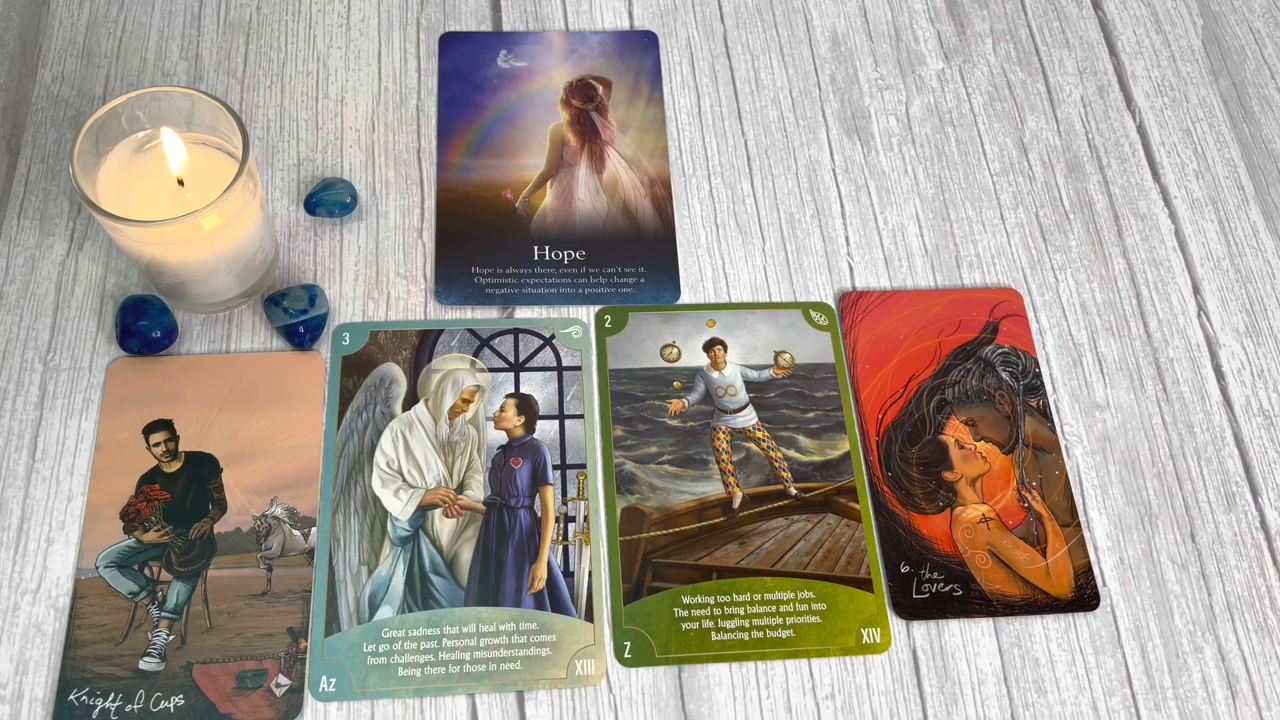 Hope
Hope is always there, even if we can't see it.
Optimistic expectations can help change a
negative situation into a positive one.
Knight of Cups
3
Great sadness that will heal with time.
Let go of the past. Personal growth that comes
from challenges. Healing misunderstandings.
Being there for those in need.
Az
XIII
2
Working too hard or multiple jobs.
The need to bring balance and fun into
your life. Juggling multiple priorities.
Balancing the budget.
Z
XIV
6. the
Lovers